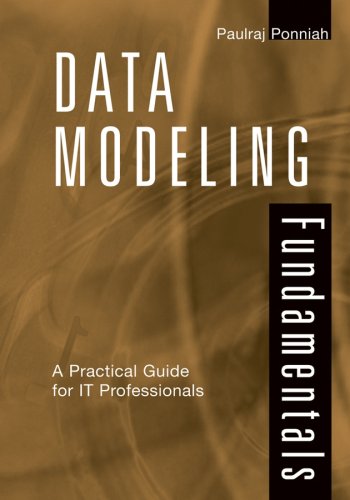 Paulraj Ponniah
DATA
MODELING
Fundamentals
A Practical Guide
for IT Professionals